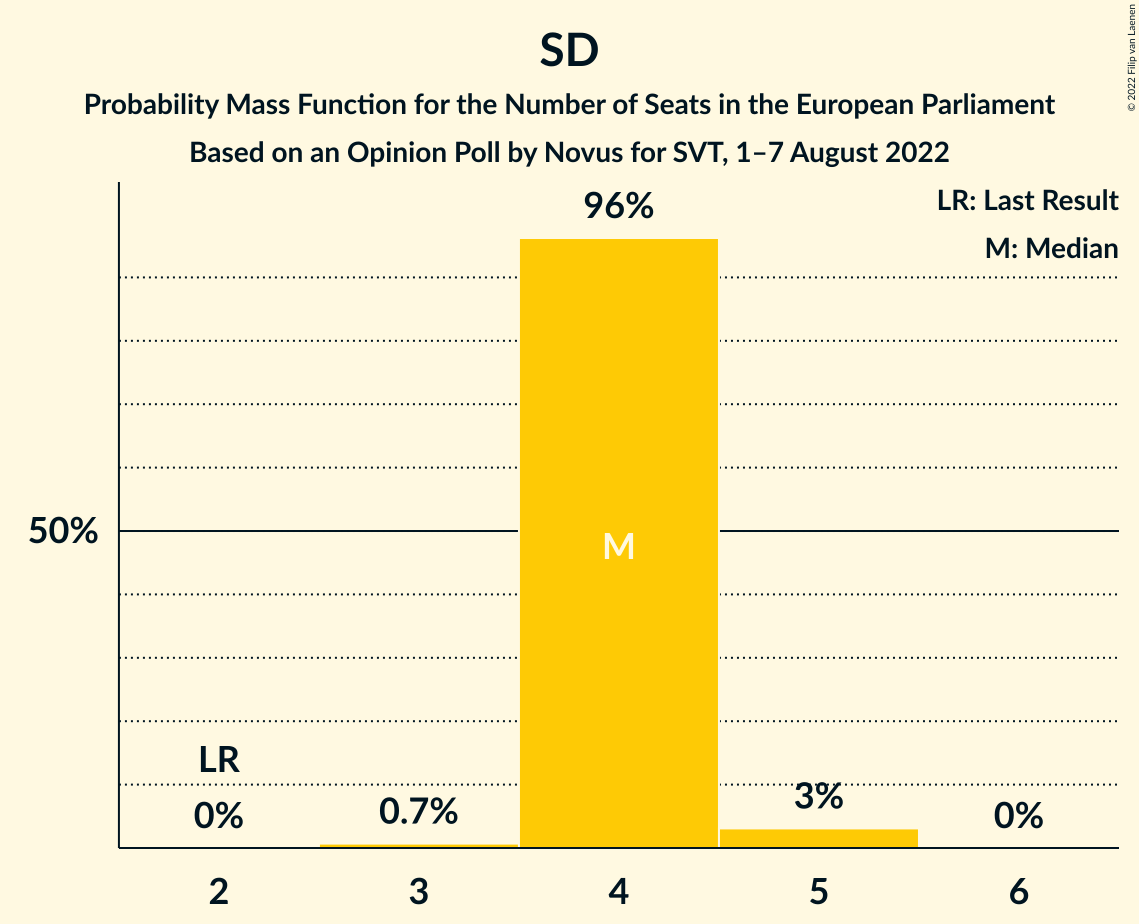 SD
Probability Mass Function for the Number of Seats in the European Parliament
Based on an Opinion Poll by Novus for SVT, 1–7 August 2022
© 2022 Filip van Laenen
LR: Last Result
M: Median
96%
50%
M
LR
0%
0.7%
3%
0%
2
3
4
5
6